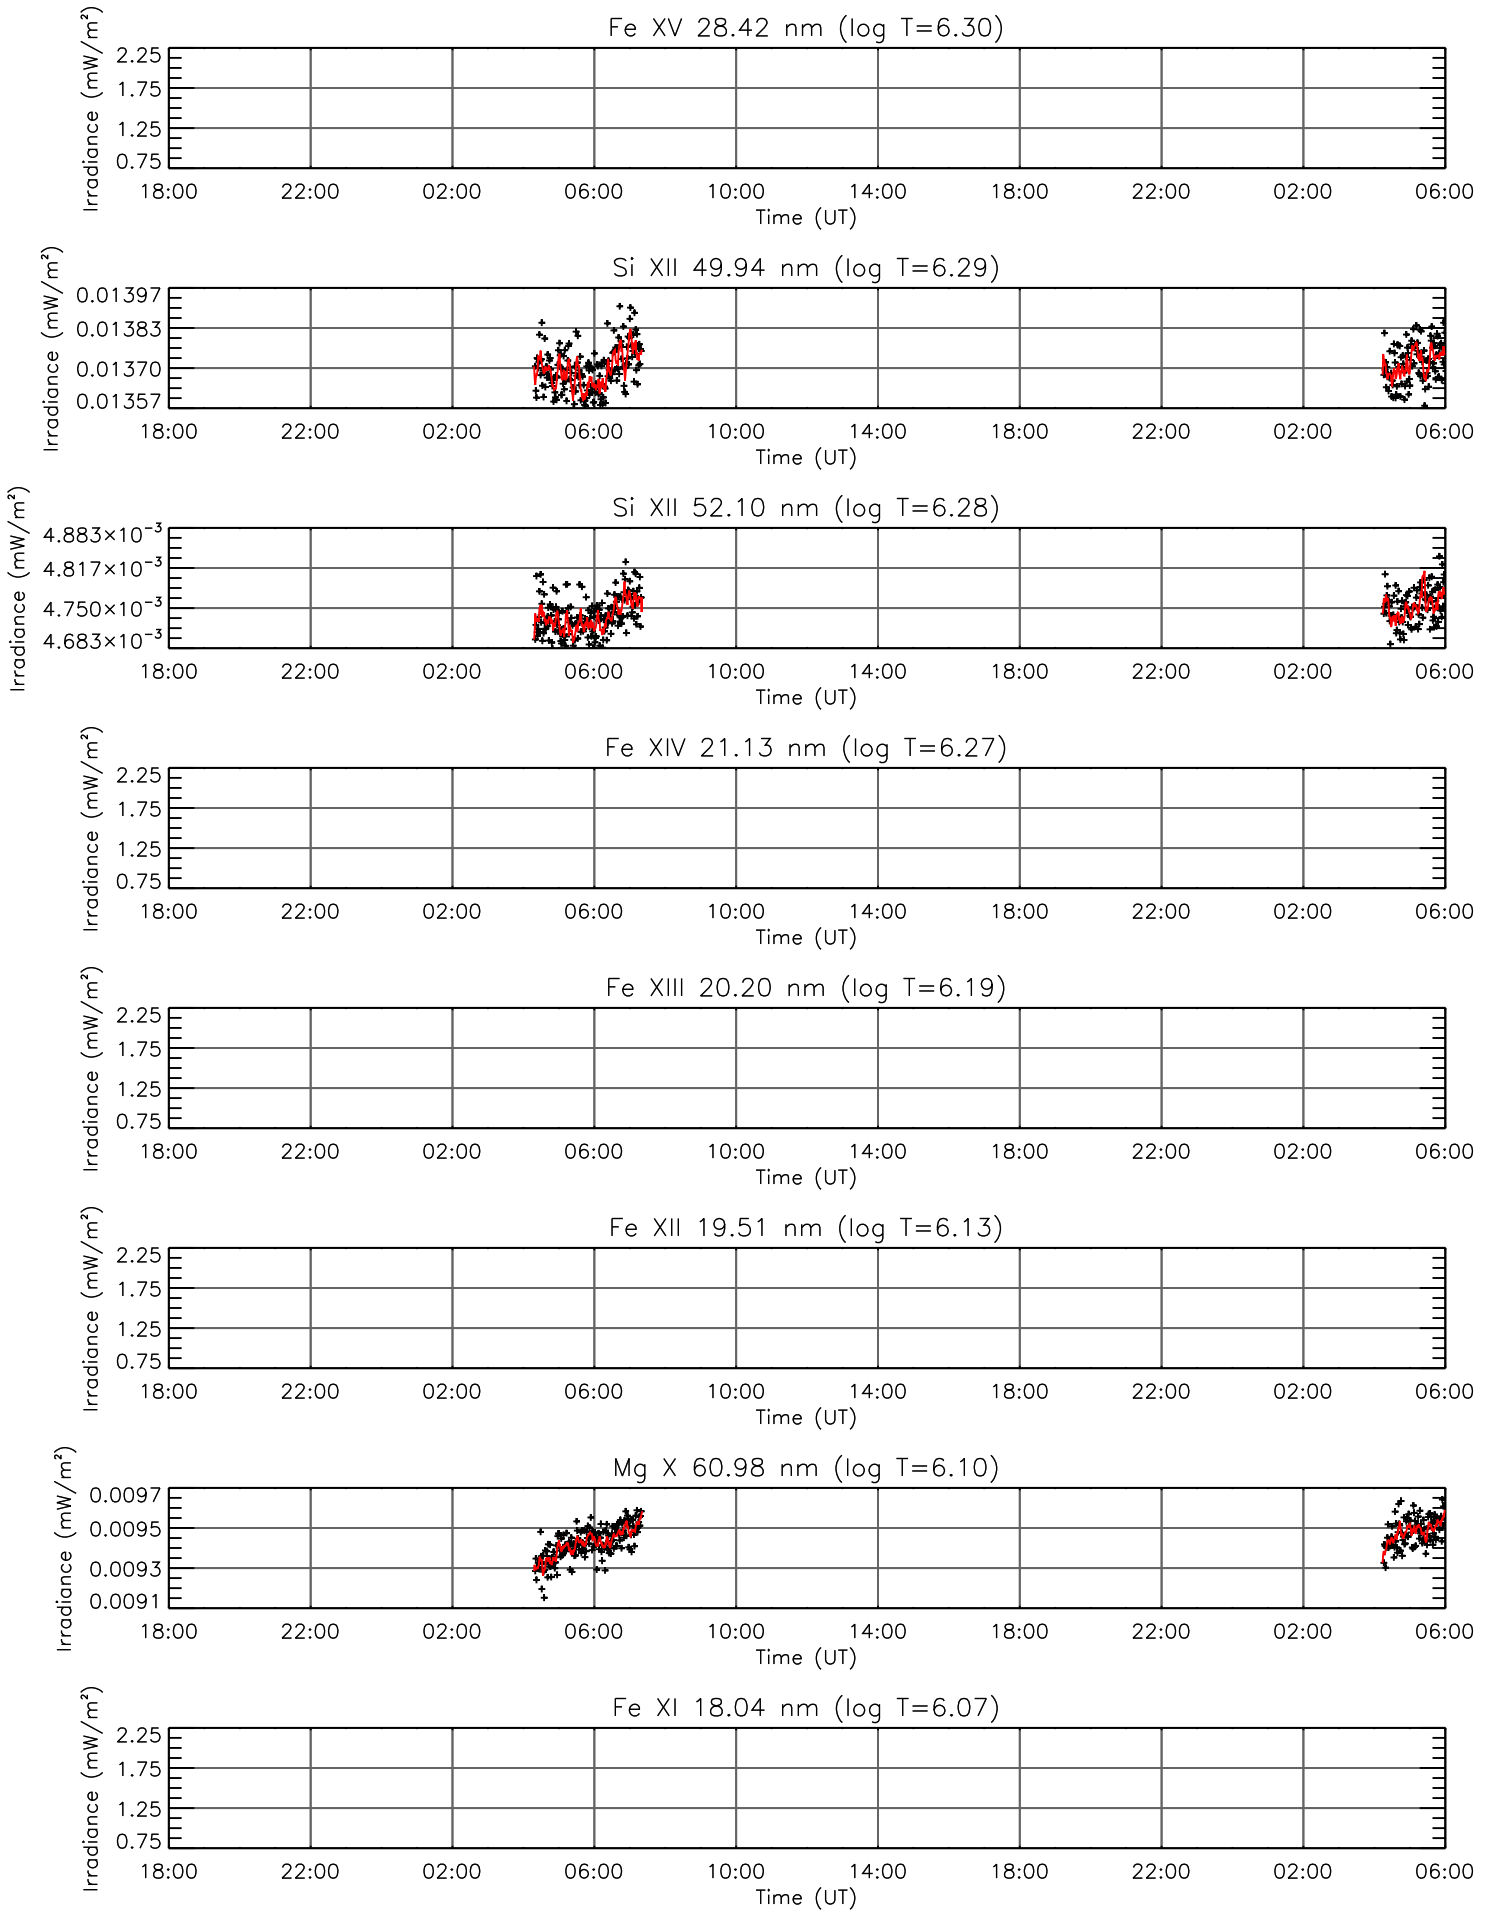 Fe XV 28.42 nm (log T=6.30)
Irradiance (mW/m²)
2.25
1.75
1.25
0.75
18:00 22:00 02:00 06:00 10:00 14:00 18:00 22:00 02:00 06:00
Time (UT)
Si XII 49.94 nm (log T=6.29)
Irradiance (mW/m²)
0.01397
0.01383
0.01370
0.01357
18:00 22:00 02:00 06:00 10:00 14:00 18:00 22:00 02:00 06:00
Time (UT)
Si XII 52.10 nm (log T=6.28)
Irradiance (mW/m²)
4.883×10⁻³
4.817×10⁻³
4.750×10⁻³
4.683×10⁻³
18:00 22:00 02:00 06:00 10:00 14:00 18:00 22:00 02:00 06:00
Time (UT)
Fe XIV 21.13 nm (log T=6.27)
Irradiance (mW/m²)
2.25
1.75
1.25
0.75
18:00 22:00 02:00 06:00 10:00 14:00 18:00 22:00 02:00 06:00
Time (UT)
Fe XIII 20.20 nm (log T=6.19)
Irradiance (mW/m²)
2.25
1.75
1.25
0.75
18:00 22:00 02:00 06:00 10:00 14:00 18:00 22:00 02:00 06:00
Time (UT)
Fe XII 19.51 nm (log T=6.13)
Irradiance (mW/m²)
2.25
1.75
1.25
0.75
18:00 22:00 02:00 06:00 10:00 14:00 18:00 22:00 02:00 06:00
Time (UT)
Mg X 60.98 nm (log T=6.10)
Irradiance (mW/m²)
0.0097
0.0095
0.0093
0.0091
18:00 22:00 02:00 06:00 10:00 14:00 18:00 22:00 02:00 06:00
Time (UT)
Fe XI 18.04 nm (log T=6.07)
Irradiance (mW/m²)
2.25
1.75
1.25
0.75
18:00 22:00 02:00 06:00 10:00 14:00 18:00 22:00 02:00 06:00
Time (UT)